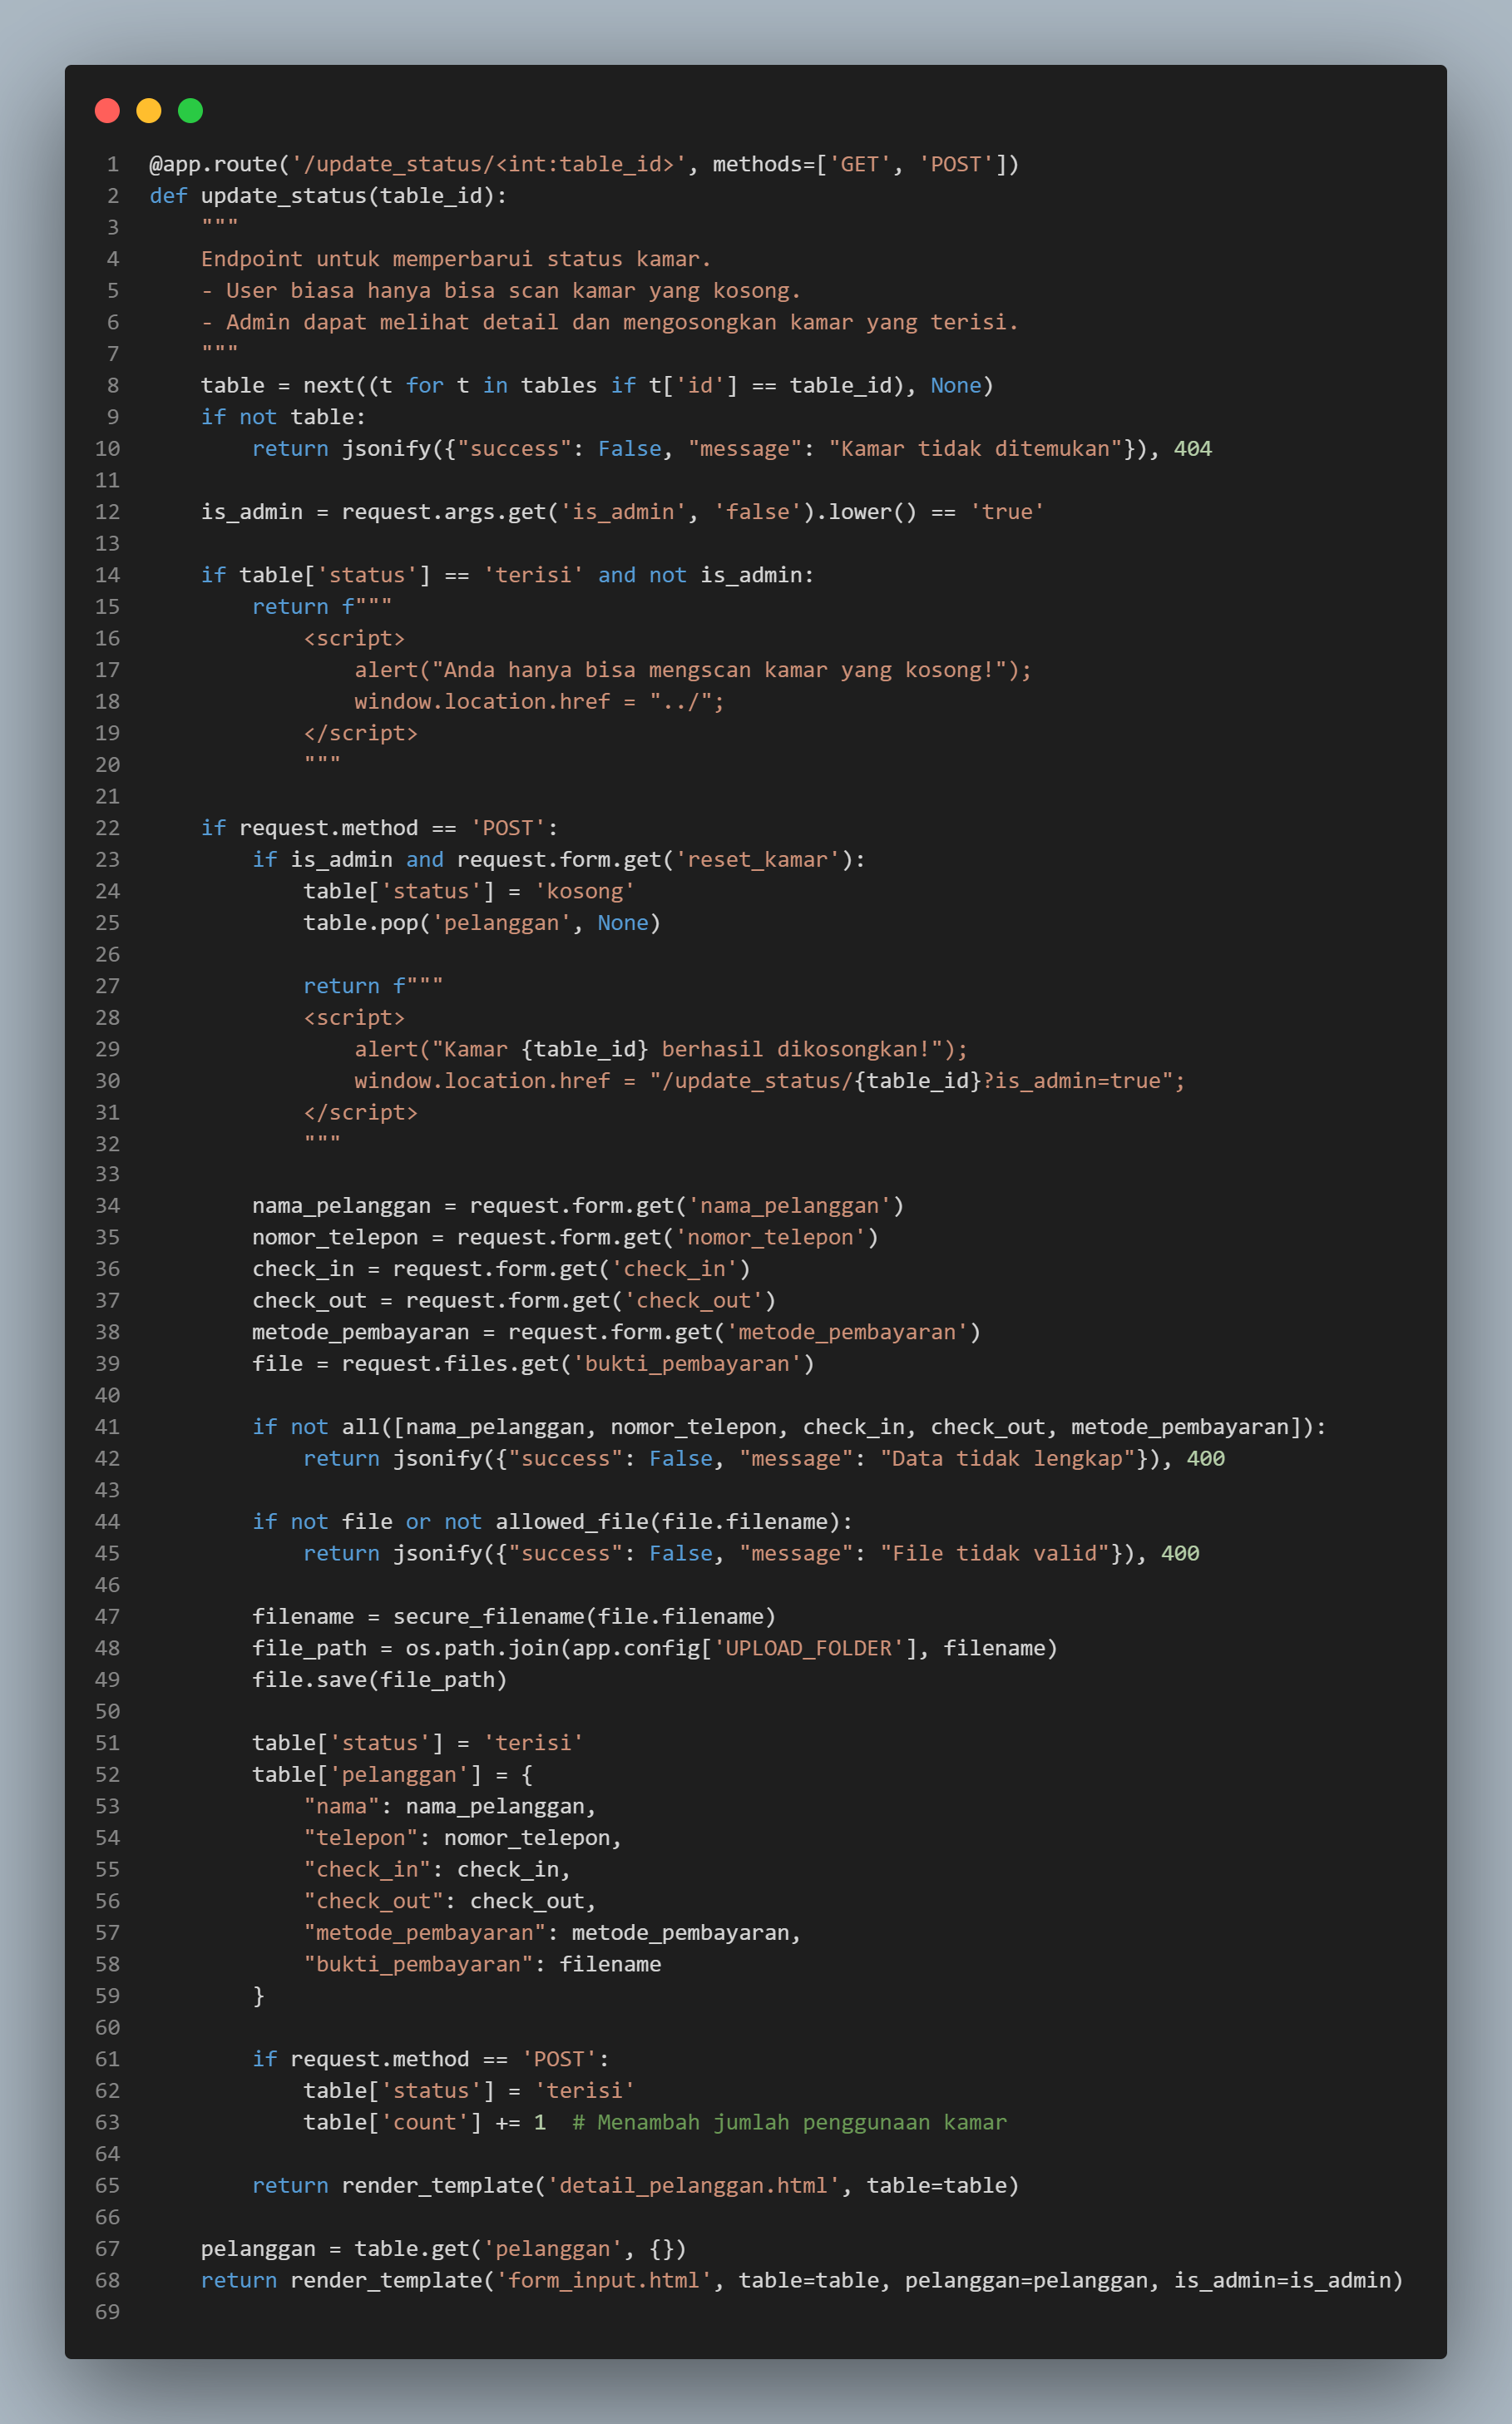 1 @app.route('/update_status/<int:table_id>', methods=['GET', 'POST'])
2 def update_status(table_id):
3     """
4     Endpoint untuk memperbarui status kamar.
5     - User biasa hanya bisa scan kamar yang kosong.
6     - Admin dapat melihat detail dan mengosongkan kamar yang terisi.
7     """
8     table = next((t for t in tables if t['id'] == table_id), None)
9     if not table:
10         return jsonify({"success": False, "message": "Kamar tidak ditemukan"}), 404
11
12     is_admin = request.args.get('is_admin', 'false').lower() == 'true'
13
14     if table['status'] == 'terisi' and not is_admin:
15         return f"""
16             <script>
17                 alert("Anda hanya bisa mengscan kamar yang kosong!");
18                 window.location.href = "../";
19             </script>
20             """
21
22     if request.method == 'POST':
23         if is_admin and request.form.get('reset_kamar'):
24             table['status'] = 'kosong'
25             table.pop('pelanggan', None)
26
27             return f"""
28             <script>
29                 alert("Kamar {table_id} berhasil dikosongkan!");
30                 window.location.href = "/update_status/{table_id}?is_admin=true";
31             </script>
32             """
33
34         nama_pelanggan = request.form.get('nama_pelanggan')
35         nomor_telepon = request.form.get('nomor_telepon')
36         check_in = request.form.get('check_in')
37         check_out = request.form.get('check_out')
38         metode_pembayaran = request.form.get('metode_pembayaran')
39         file = request.files.get('bukti_pembayaran')
40
41         if not all([nama_pelanggan, nomor_telepon, check_in, check_out, metode_pembayaran]):
42             return jsonify({"success": False, "message": "Data tidak lengkap"}), 400
43
44         if not file or not allowed_file(file.filename):
45             return jsonify({"success": False, "message": "File tidak valid"}), 400
46
47         filename = secure_filename(file.filename)
48         file_path = os.path.join(app.config['UPLOAD_FOLDER'], filename)
49         file.save(file_path)
50
51         table['status'] = 'terisi'
52         table['pelanggan'] = {
53             "nama": nama_pelanggan,
54             "telepon": nomor_telepon,
55             "check_in": check_in,
56             "check_out": check_out,
57             "metode_pembayaran": metode_pembayaran,
58             "bukti_pembayaran": filename
59         }
60
61         if request.method == 'POST':
62             table['status'] = 'terisi'
63             table['count'] += 1  # Menambah jumlah penggunaan kamar
64
65         return render_template('detail_pelanggan.html', table=table)
66
67     pelanggan = table.get('pelanggan', {})
68     return render_template('form_input.html', table=table, pelanggan=pelanggan, is_admin=is_admin)
69